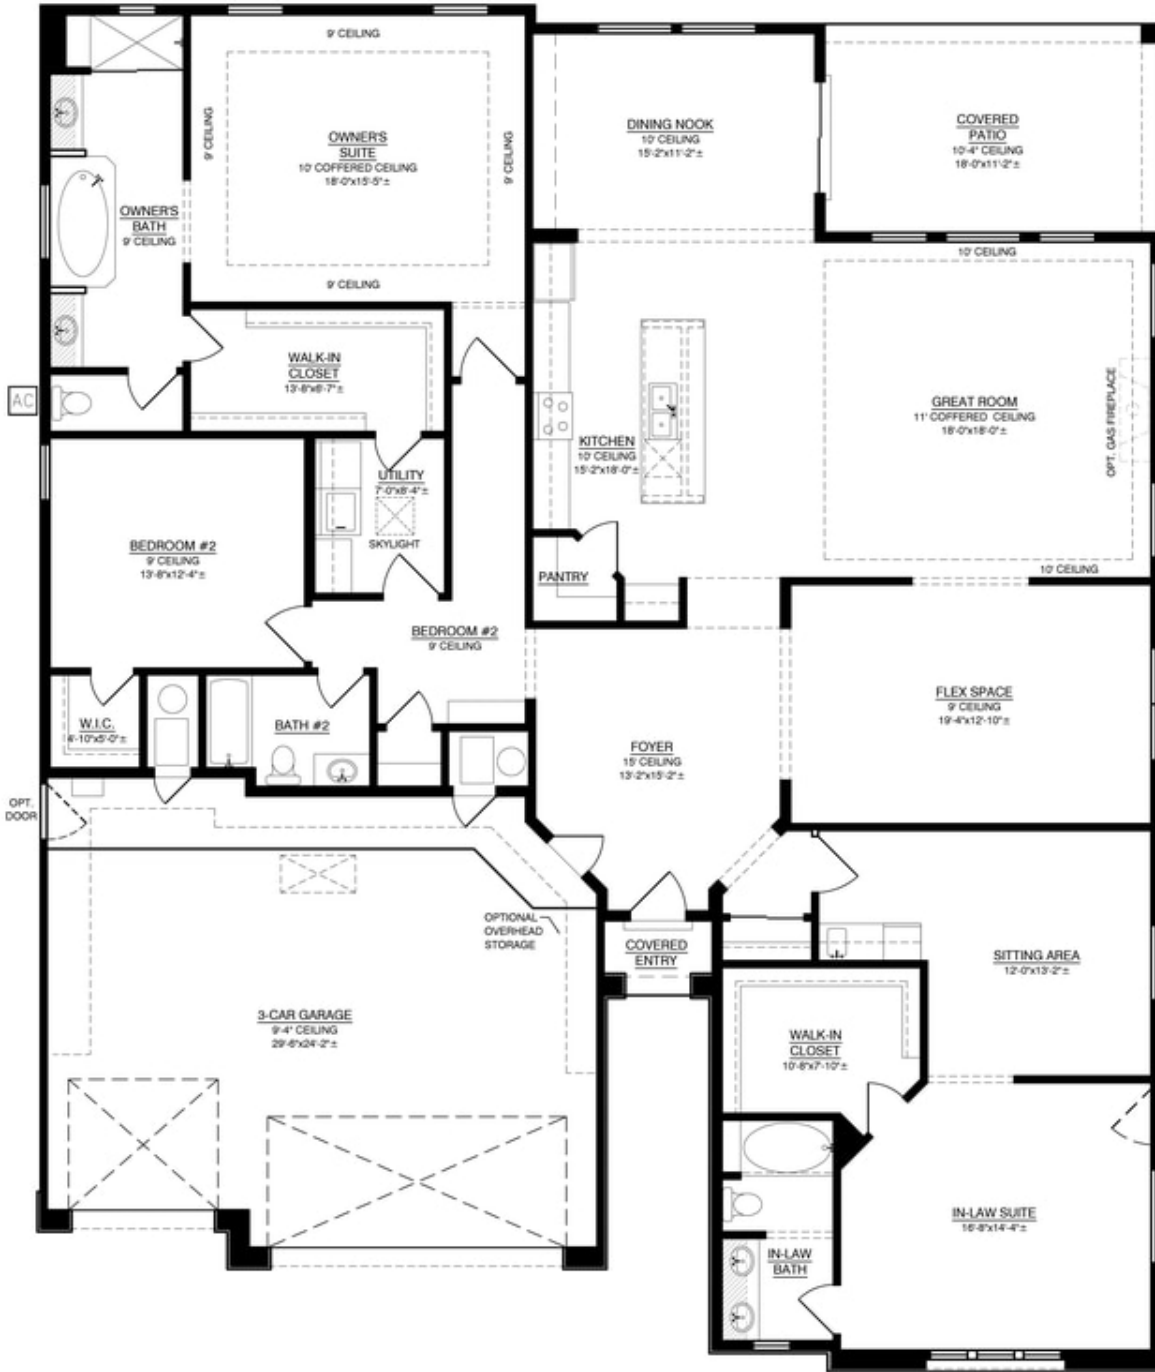 9' CEILING
9' CEILING
OWNER'S
SUITE
10' COFFERED CEILING
18'-0"x15'-5"±
9' CEILING
9' CEILING
DINING NOOK
10' CEILING
15'-2"x11'-2"±
COVERED
PATIO
10'-4" CEILING
18'-0"x11'-2"±
OWNER'S
BATH
9' CEILING
10' CEILING
WALK-IN
CLOSET
13'-8"x8'-7"±
AC
GREAT ROOM
11' COFFERED CEILING
18'-0"x18'-0"±
OPT. GAS FIREPLACE
KITCHEN
10' CEILING
15'-2"x18'-0"±
UTILITY
7'-0"x8'-4"±
SKYLIGHT
BEDROOM #2
9' CEILING
13'-8"x12'-4"±
10' CEILING
PANTRY
BEDROOM #2
9' CEILING
FLEX SPACE
9' CEILING
19'-4"x12'-10"±
W.I.C.
4'-10"x5'-0"±
BATH #2
FOYER
15' CEILING
13'-2"x15'-2"±
OPT.
DOOR
OPTIONAL
OVERHEAD
STORAGE
COVERED
ENTRY
SITTING AREA
12'-0"x13'-2"±
3-CAR GARAGE
9'-4" CEILING
29'-6"x24'-2"±
WALK-IN
CLOSET
10'-8"x7'-10"±
IN-LAW SUITE
16'-8"x14'-4"±
IN-LAW
BATH